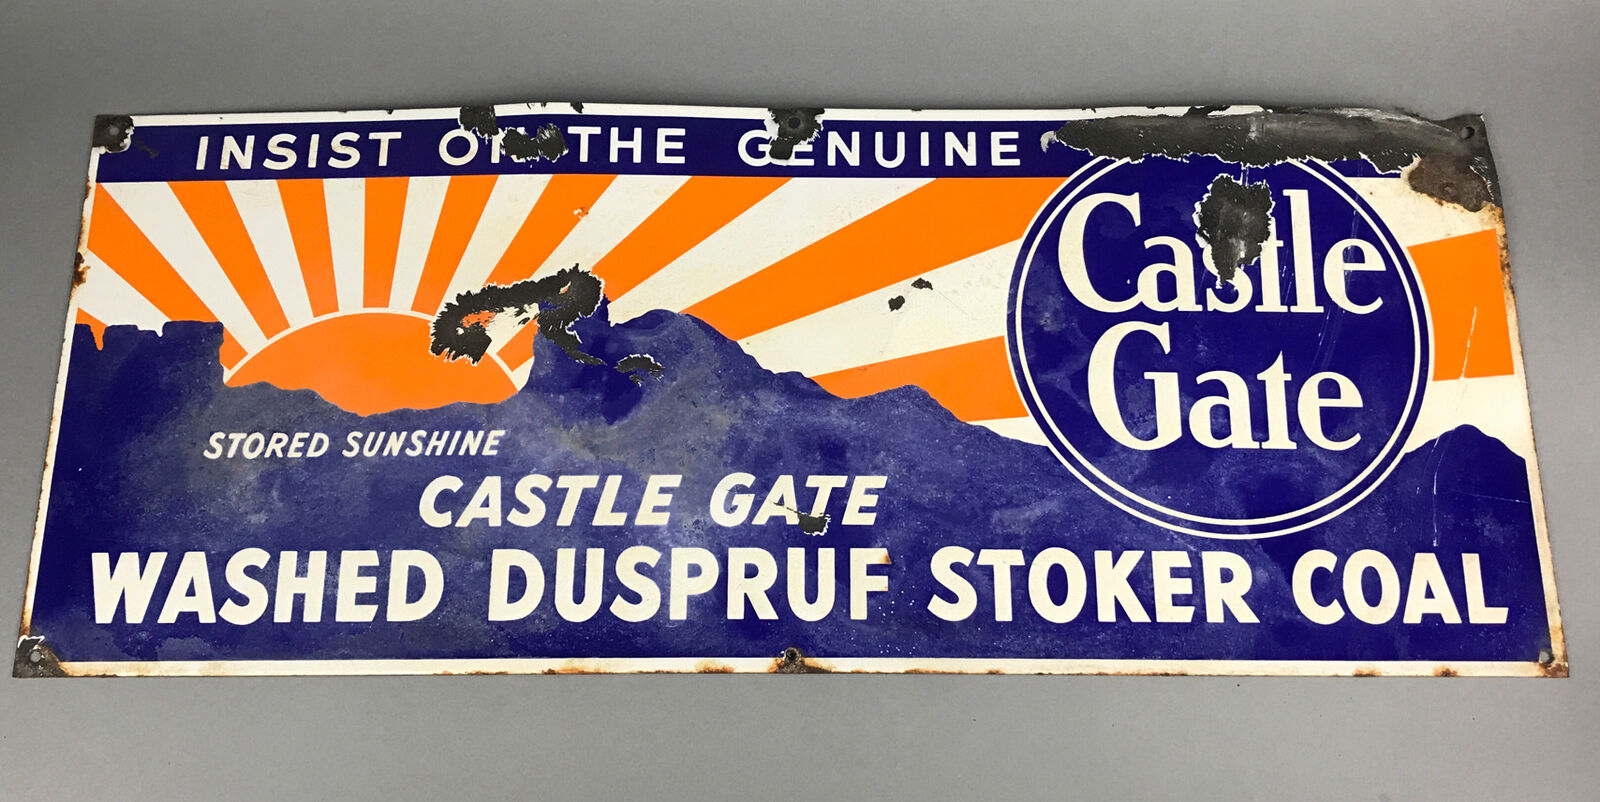 INSIST ON THE GENUINE
Castle
Gate
STORED SUNSHINE
CASTLE GATE
WASHED DUSPRUF STOKER COAL